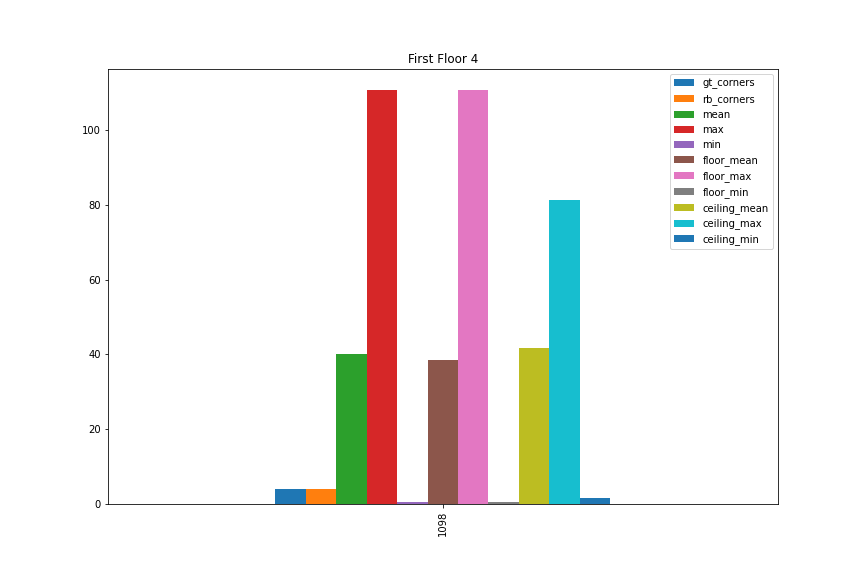 First Floor 4
100
80
60
40
20
0
1098
gt_corners
rb_corners
mean
max
min
floor_mean
floor_max
floor_min
ceiling_mean
ceiling_max
ceiling_min